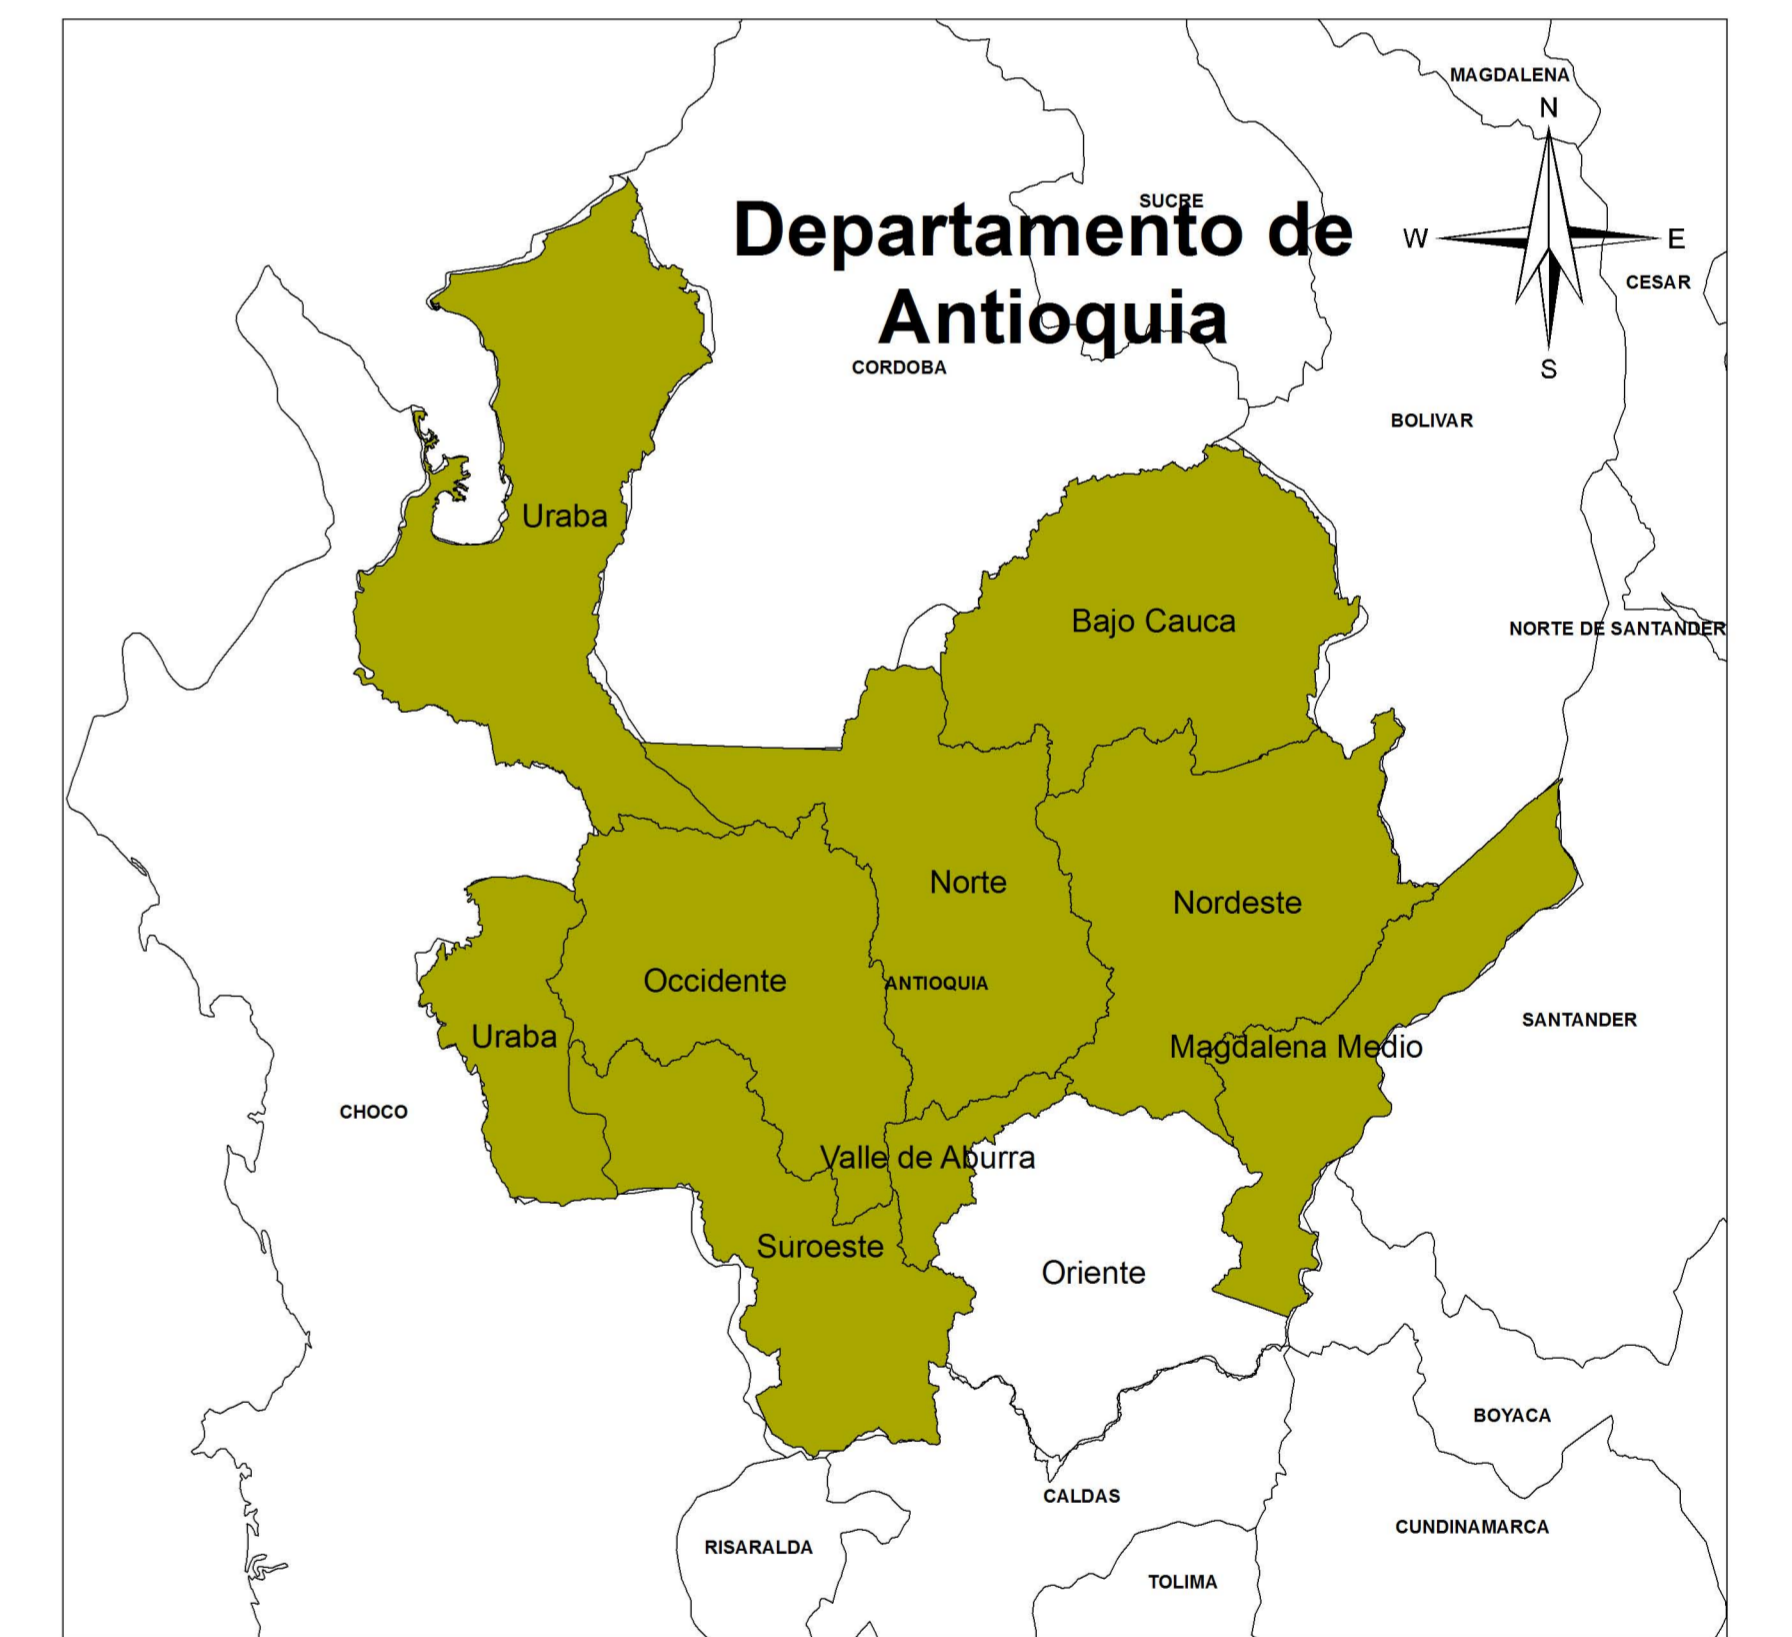 MAGDALENA
N
SUCRE
Departamento de
W
E
CESAR
Antioquia
CORDOBA
S
BOLIVAR
Uraba
Bajo Cauca
NORTE DE SANTANDER
Norte
Nordeste
Occidente
ANTIOQUIA
SANTANDER
Uraba
Magdalena Medio
CHOCO
Valle de Aburra
Suroeste
Oriente
BOYACA
CALDAS
CUNDINAMARCA
RISARALDA
TOLIMA